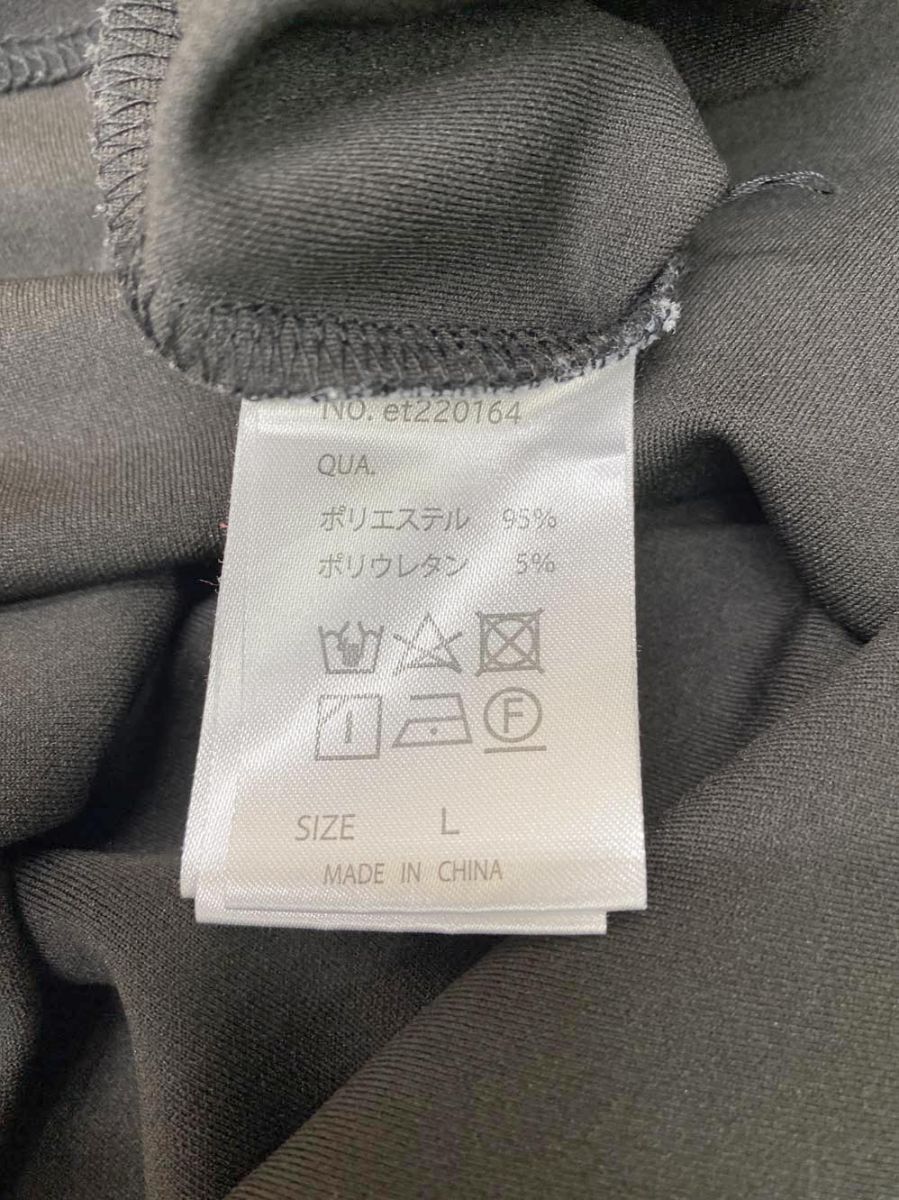 NO. et220164
QUA.
ポリエステル 95%
ポリウレタン 5%
F
SIZE L
MADE IN CHINA